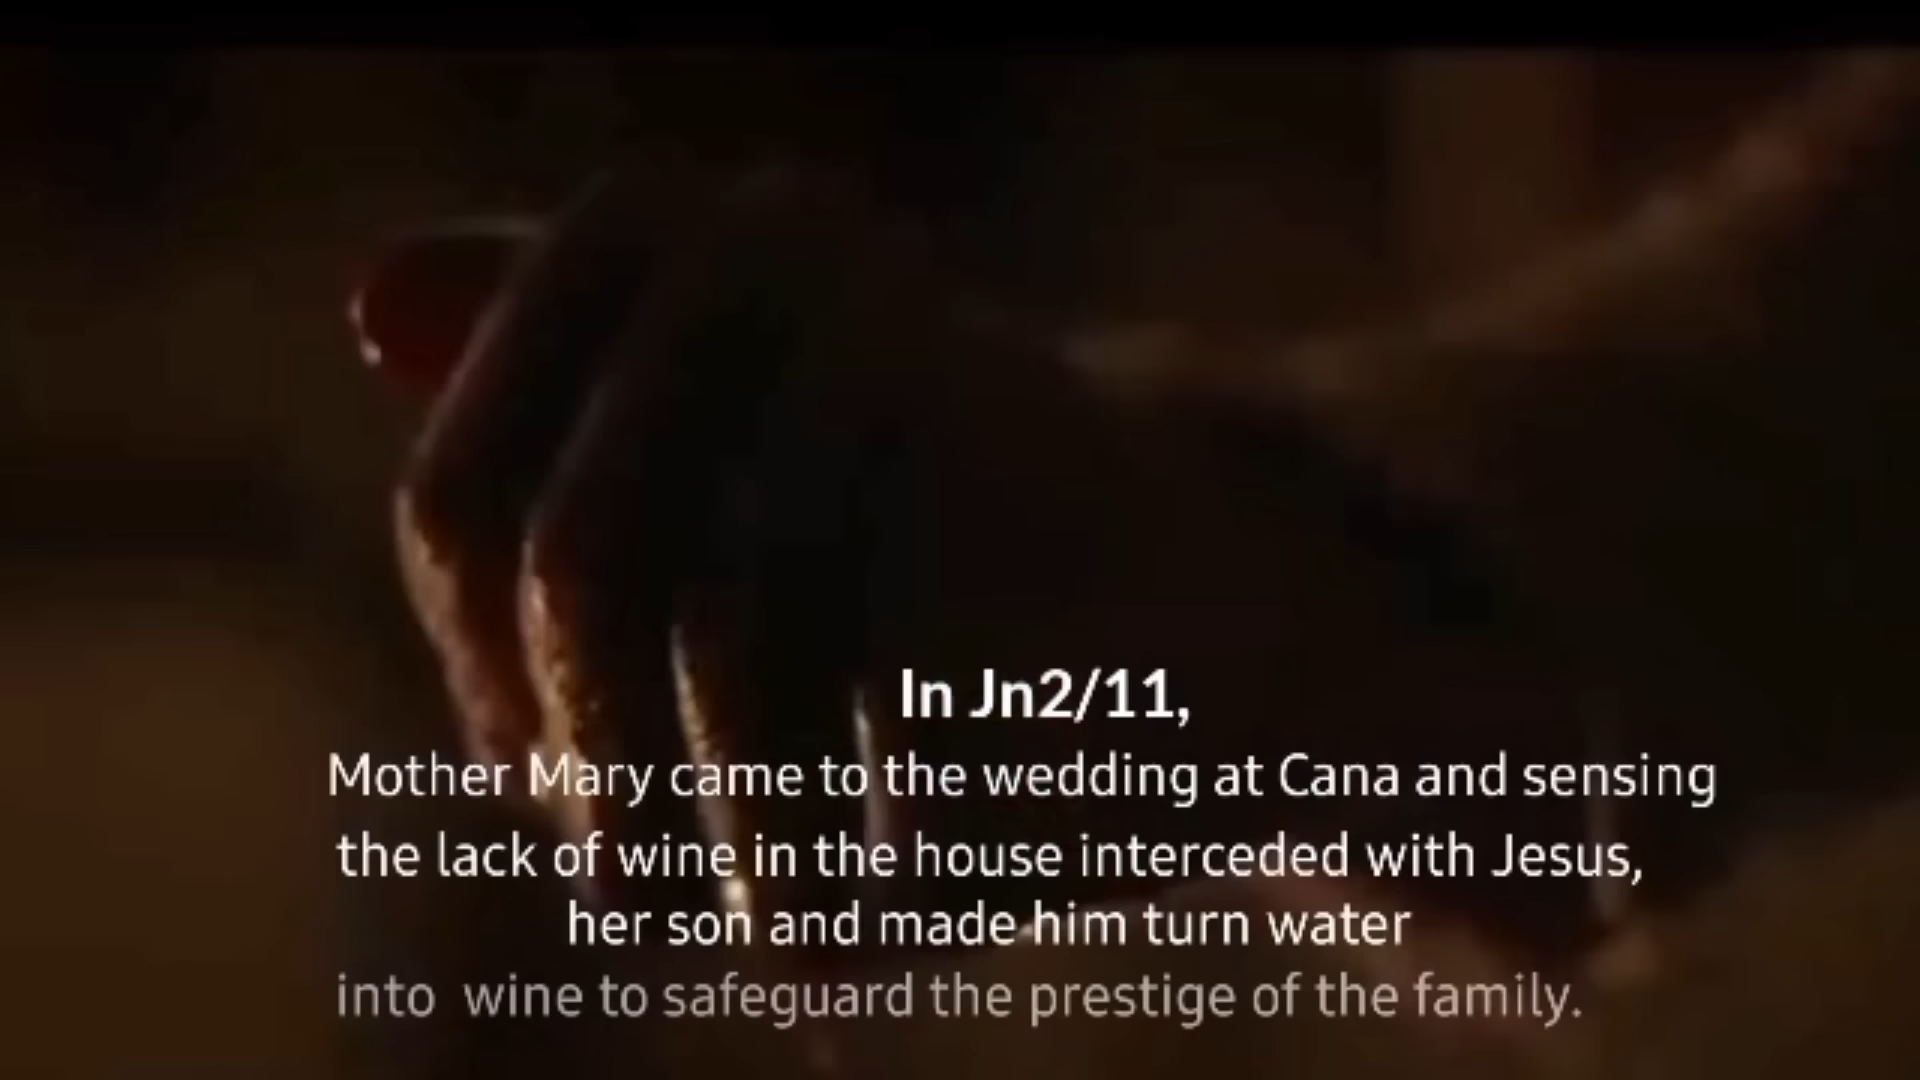 In Jn2/11,
Mother Mary came to the wedding at Cana and sensing
the lack of wine in the house interceded with Jesus,
her son and made him turn water
into wine to safeguard the prestige of the family.